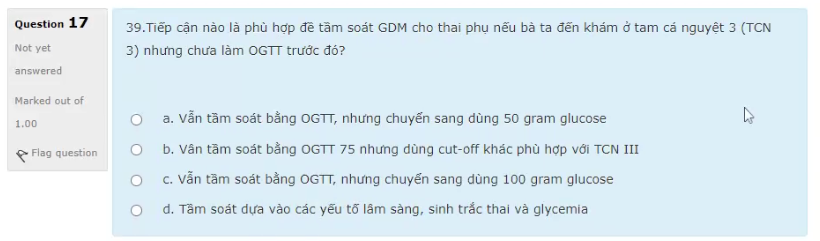 Question 17
Not yet
answered
Marked out of
1.00
Flag question
39.Tiếp cận nào là phù hợp đề tầm soát GDM cho thai phụ nếu bà ta đến khám ở tam cá nguyệt 3 (TCN
3) nhưng chưa làm OGTT trước đó?
a. Vẫn tầm soát bằng OGTT, nhưng chuyển sang dùng 50 gram glucose
b. Vân tầm soát bằng OGTT 75 nhưng dùng cut-off khác phù hợp với TCN III
c. Vẫn tầm soát bằng OGTT, nhưng chuyển sang dùng 100 gram glucose
d. Tầm soát dựa vào các yếu tố lâm sàng, sinh trắc thai và glycemia